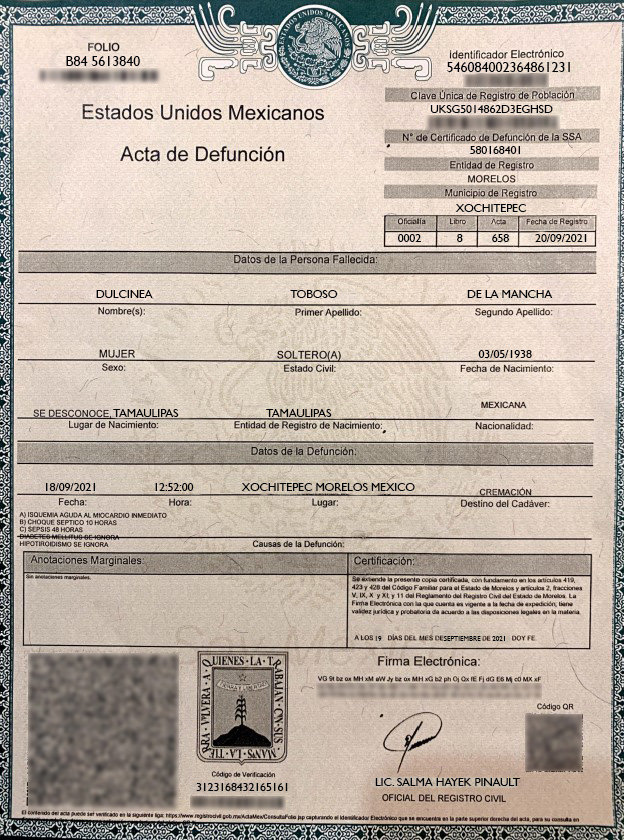 ESTADOS UNIDOS MEXICANOS
FOLIO
B84 5613840
Identificador Electrónico
546084002364861231
Clave Única de Registro de Población
UKSG5014862D3EGHSD
N° de Certificado de Defunción de la SSA
580168401
Estados Unidos Mexicanos
Acta de Defunción
Entidad de Registro
MORELOS
Municipio de Registro
XOCHITEPEC
Oficialía Libro Acta Fecha de Registro
0002 8 658 20/09/2021
Datos de la Persona Fallecida:
DULCINEA TOBOSO DE LA MANCHA
Nombre(s): Primer Apellido: Segundo Apellido:
MUJER SOLTERO(A) 03/05/1938
Sexo: Estado Civil: Fecha de Nacimiento:
SE DESCONOCE, TAMAULIPAS TAMAULIPAS MEXICANA
Lugar de Nacimiento: Entidad de Registro de Nacimiento: Nacionalidad:
Datos de la Defunción:
18/09/2021 12:52:00 XOCHITEPEC MORELOS MEXICO CREMACIÓN
Fecha: Hora: Lugar: Destino del Cadáver:
A) ISQUEMIA AGUDA AL MIOCARDIO INMEDIATO
B) CHOQUE SEPTICO 10 HORAS
C) SEPSIS 48 HORAS
DIABETES MELLITUS SE IGNORA
HIPOTIROIDISMO SE IGNORA
Causas de la Defunción:
Anotaciones Marginales:
Sin anotaciones marginales.
Certificación:
Se extiende la presente copia certificada, con fundamento en los artículos 419,
423 y 428 del Código Familiar para el Estado de Morelos y artículos 2, fracciones
V, IX, X y XI, y 11 del Reglamento del Registro Civil del Estado de Morelos. La
Firma Electrónica con la que cuenta es vigente a la fecha de expedición; tiene
validez jurídica y probatoria de acuerdo a las disposiciones legales en la materia.
A LOS 19 DÍAS DEL MES DESEPTIEMBRE DE 2021 DOY FE.
Firma Electrónica:
VG 9t bz ox MH xM aW Jy bz ox MiH xG b2 ph Oj Qx fE Fj dG E6 Mj c0 MX xF
TIERRA Y LIBERTAD
LA TIERRA VOLVERA A QUIENES LA TRABAJAN CON SUS MANOS
Código QR
Código de Verificación
3123168432165161
LIC. SALMA HAYEK PINAULT
OFICIAL DEL REGISTRO CIVIL
El contenido del acta puede ser verificado en la siguiente liga: https://www.registrocivil.gob.mx/ActaMex/ConsultaFolio.jsp capturando el Identificador Electrónico que se encuentra en la parte superior derecha del acta, para su consulta en